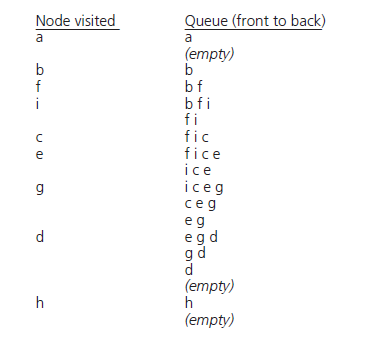 Node visited Queue (front to back)
a a
(empty)
b b
f b f
i b f i
f i
c f i c
e f i c e
i c e
g i c e g
c e g
e g
d e g d
g d
d
(empty)
h h
(empty)